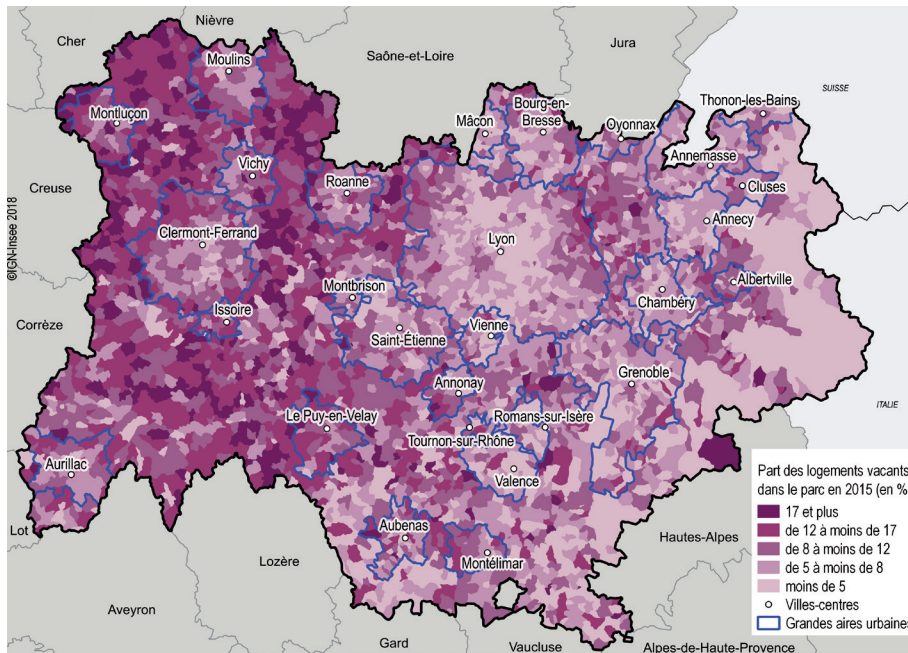 Nièvre
Cher
Saône-et-Loire
Jura
Moulins
SUISSE
Montluçon
Mâcon
Bourg-en-
Bresse
Oyonnax
Thonon-les-Bains
Annemasse
Vichy
Roanne
Cluses
Creuse
Annecy
Clermont-Ferrand
Lyon
©IGN-Insee 2018
Albertville
Montbrison
Chambéry
Issoire
Corrèze
Vienne
Saint-Étienne
Grenoble
Annonay
ITALIE
Le Puy-en-Velay
Romans-sur-Isère
Tournon-sur-Rhône
Aurillac
Valence
Lot
Aubenas
Montélimar
Hautes-Alpes
Lozère
Aveyron
Gard
Vaucluse
Alpes-de-Haute-Provence
Part des logements vacants
dans le parc en 2015 (en %
17 et plus
de 12 à moins de 17
de 8 à moins de 12
de 5 à moins de 8
moins de 5
Villes-centres
Grandes aires urbaines